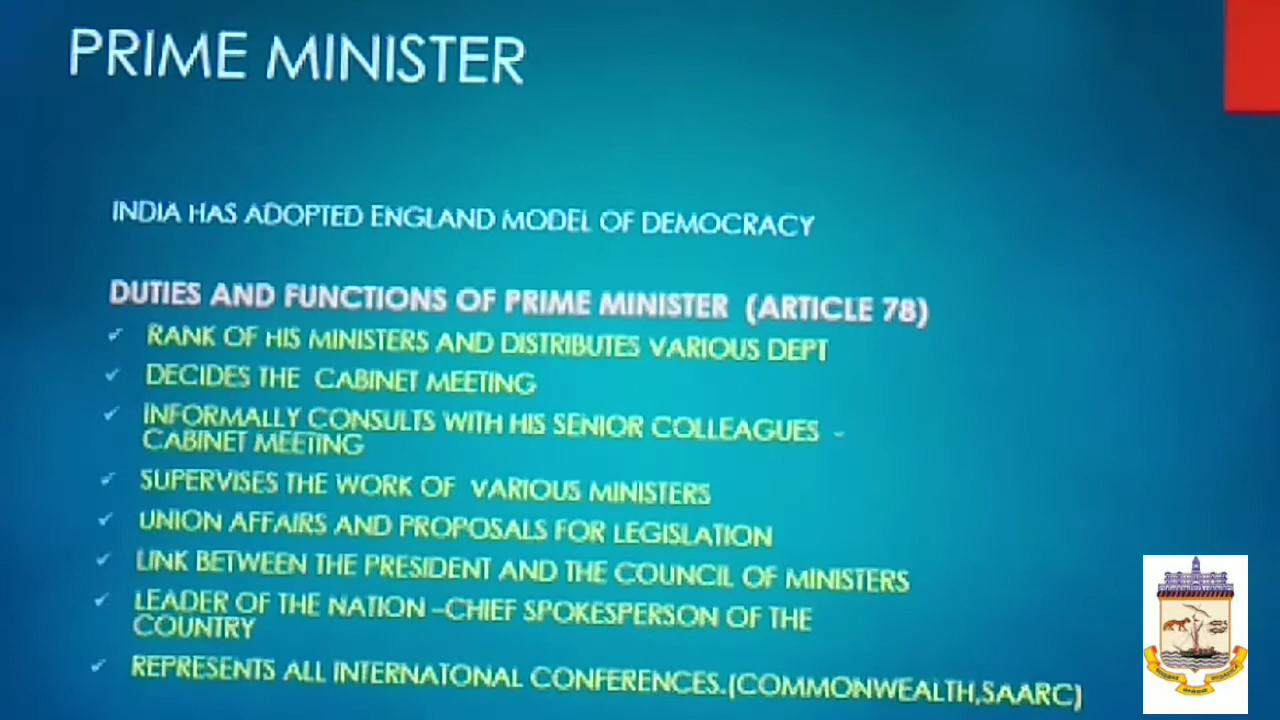 PRIME MINISTER
INDIA HAS ADOPTED ENGLAND MODEL OF DEMOCRACY
DUTIES AND FUNCTIONS OF PRIME MINISTER (ARTICLE 78)
✓ RANK OF HIS MINISTERS AND DISTRIBUTES VARIOUS DEPT
✓ DECIDES THE CABINET MEETING
✓ INFORMALLY CONSULTS WITH HIS SENIOR COLLEAGUES -
CABINET MEETING
✓ SUPERVISES THE WORK OF VARIOUS MINISTERS
✓ UNION AFFAIRS AND PROPOSALS FOR LEGISLATION
✓ LINK BETWEEN THE PRESIDENT AND THE COUNCIL OF MINISTERS
✓ LEADER OF THE NATION –CHIEF SPOKESPERSON OF THE
COUNTRY
✓ REPRESENTS ALL INTERNATONAL CONFERENCES.(COMMONWEALTH,SAARC)